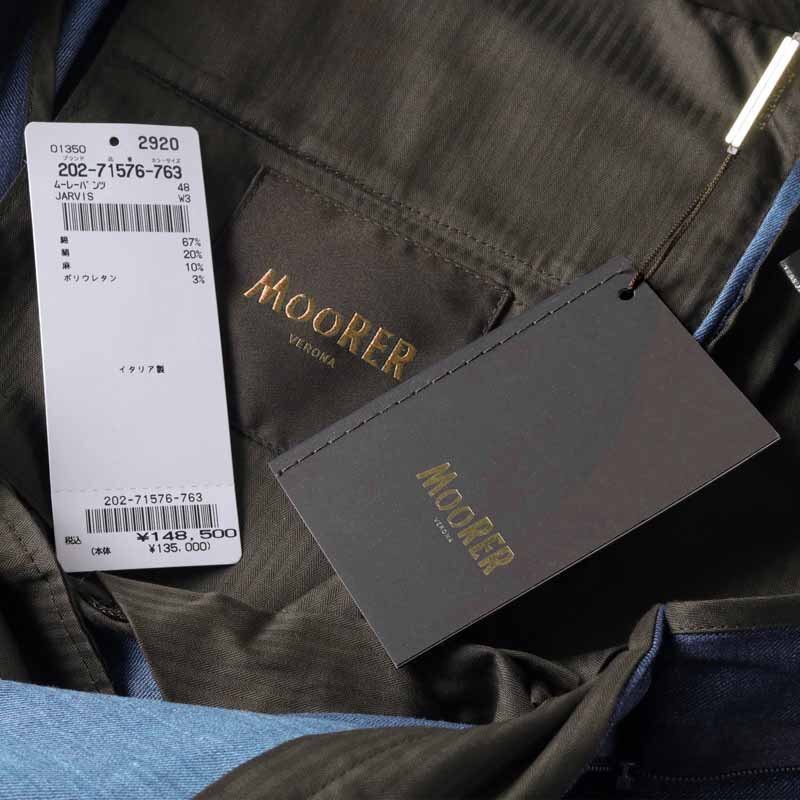 01350 2920
ブランド 品番 カラー・サイズ
202-71576-763
ムーレーパンツ 48
JARVIS W3
綿 67%
絹 20%
麻 10%
ポリウレタン 3%
イタリア製
202-71576-763
税込 ¥148,500
(本体 ¥135,000)
MOORER
VERONA
MOORER
VERONA